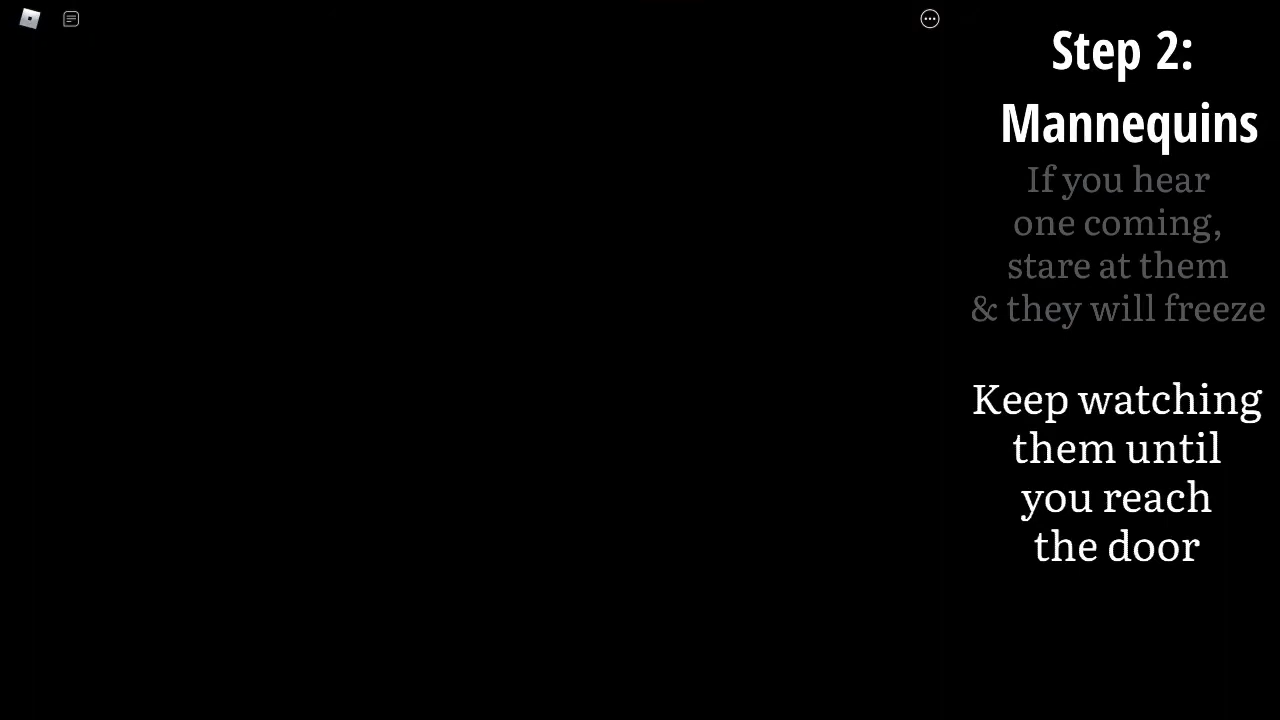 Step 2:
Mannequins
If you hear
one coming,
stare at them
& they will freeze
Keep watching
them until
you reach
the door